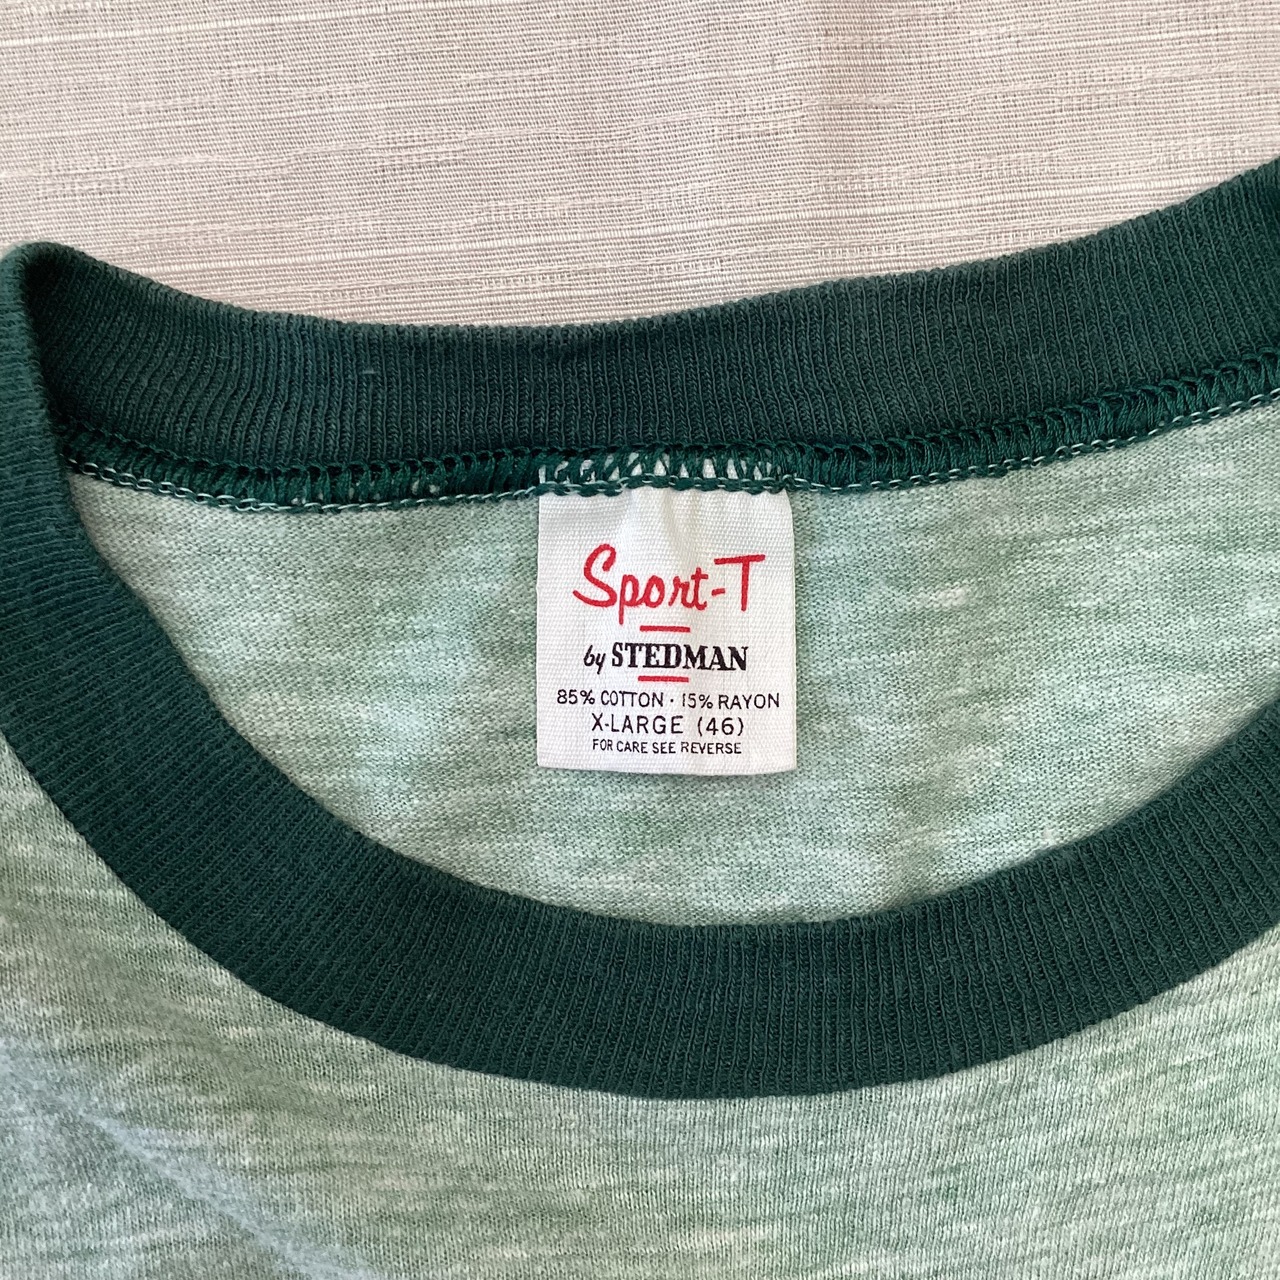 Sport-T
by STEDMAN
85% COTTON · 15% RAYON
X-LARGE (46)
FOR CARE SEE REVERSE